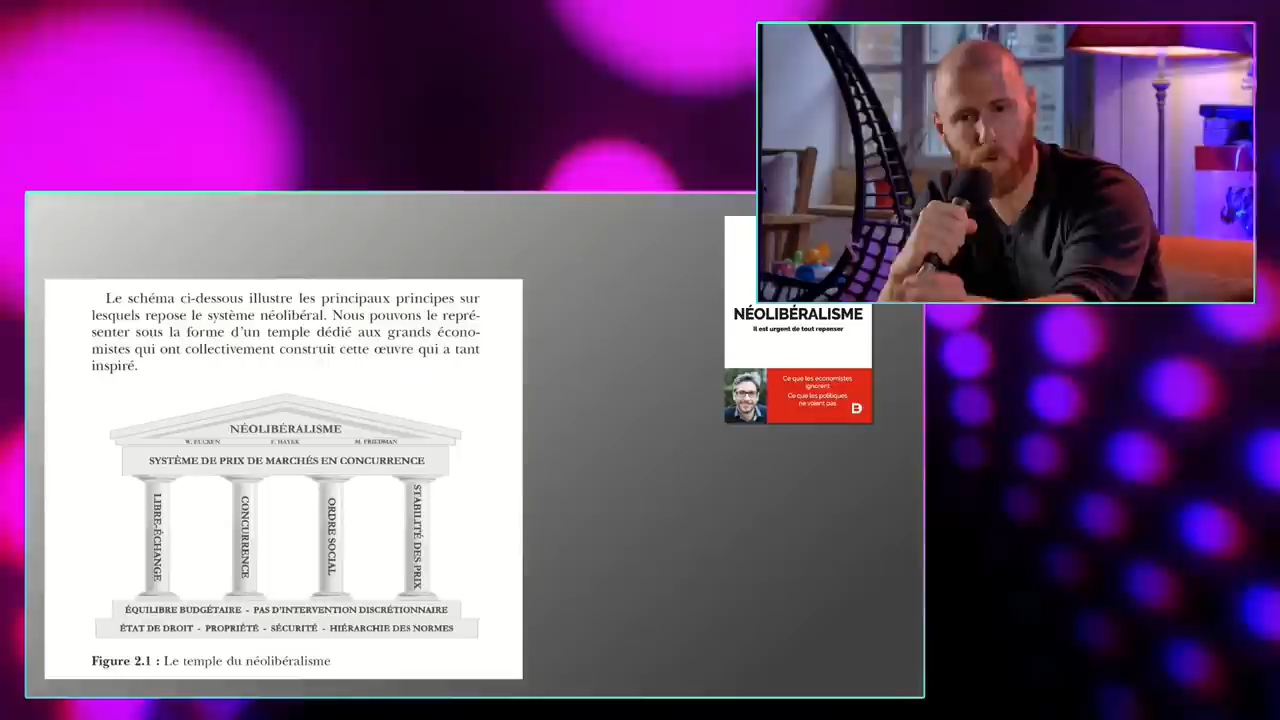 Le schéma ci-dessous illustre les principaux principes sur
lesquels repose le système néolibéral. Nous pouvons le repré-
senter sous la forme d'un temple dédié aux grands écono-
mistes qui ont collectivement construit cette œuvre qui a tant
inspiré.
NÉOLIBÉRALISME
W. EUCKEN F. HAYEK M. FRIEDMAN
SYSTÈME DE PRIX DE MARCHÉS EN CONCURRENCE
LIBRE-ÉCHANGE
CONCURRENCE
ORDRE SOCIAL
STABILITÉ DES PRIX
ÉQUILIBRE BUDGÉTAIRE - PAS D'INTERVENTION DISCRÉTIONNAIRE
ÉTAT DE DROIT - PROPRIÉTÉ - SÉCURITÉ - HIÉRARCHIE DES NORMES
Figure 2.1 : Le temple du néolibéralisme
NÉOLIBÉRALISME
Il est urgent de tout repenser
Ce que les économistes
ignorent
Ce que les politiques
ne voient pas